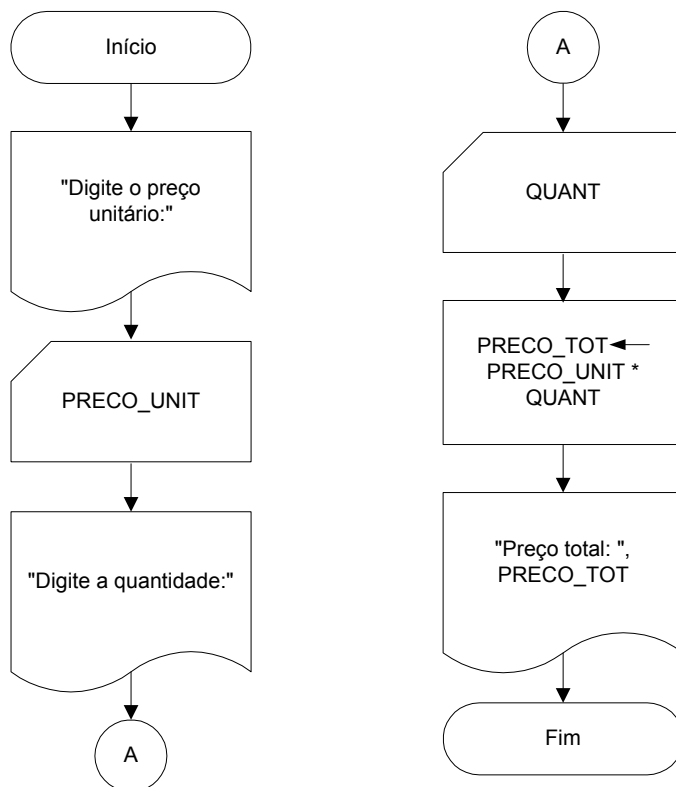 Início
"Digite o preço
unitário:"
PRECO_UNIT
"Digite a quantidade:"
A
A
QUANT
PRECO_TOT
PRECO_UNIT *
QUANT
"Preço total: ",
PRECO_TOT
Fim